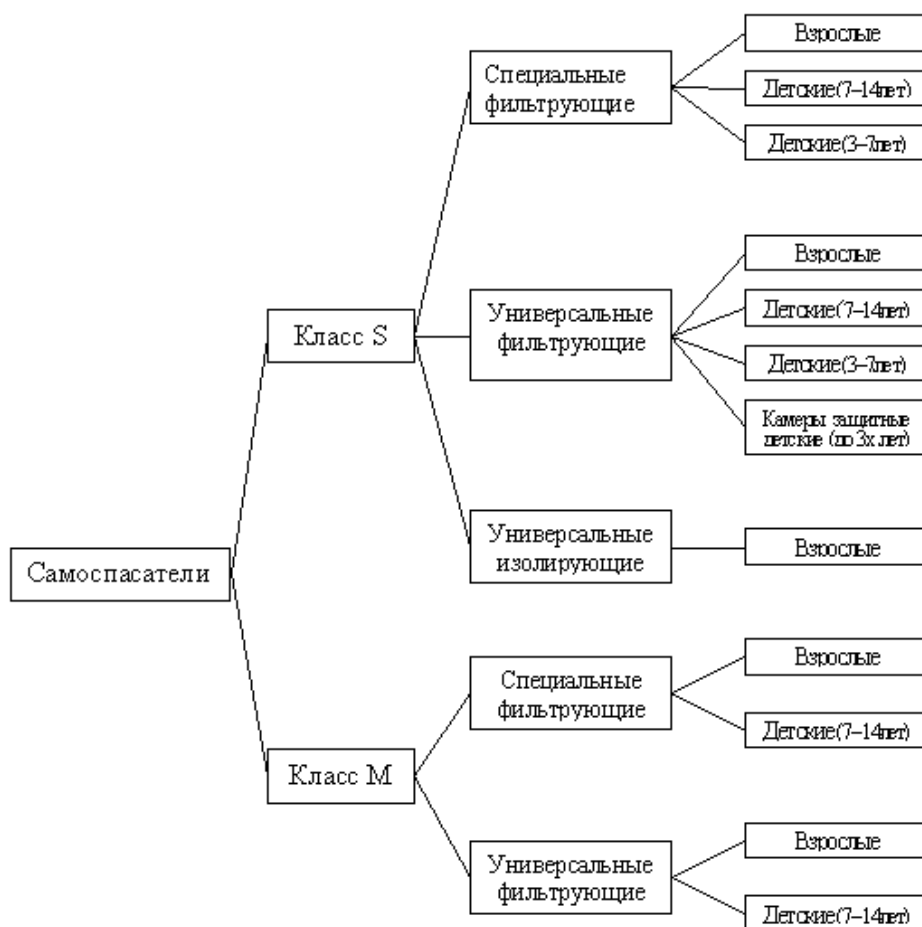 Взрослые
Специальные
фильтрующие
Детские (7–14лет)
Детские (3–7лет)
Взрослые
Универсальные
фильтрующие
Детские (7–14лет)
Класс S
Детские (3–7лет)
Камеры защитные
детские (до 3х лет)
Универсальные
изолирующие
Взрослые
Самоспасатели
Взрослые
Специальные
фильтрующие
Детские (7–14лет)
Класс М
Взрослые
Универсальные
фильтрующие
Детские (7–14лет)